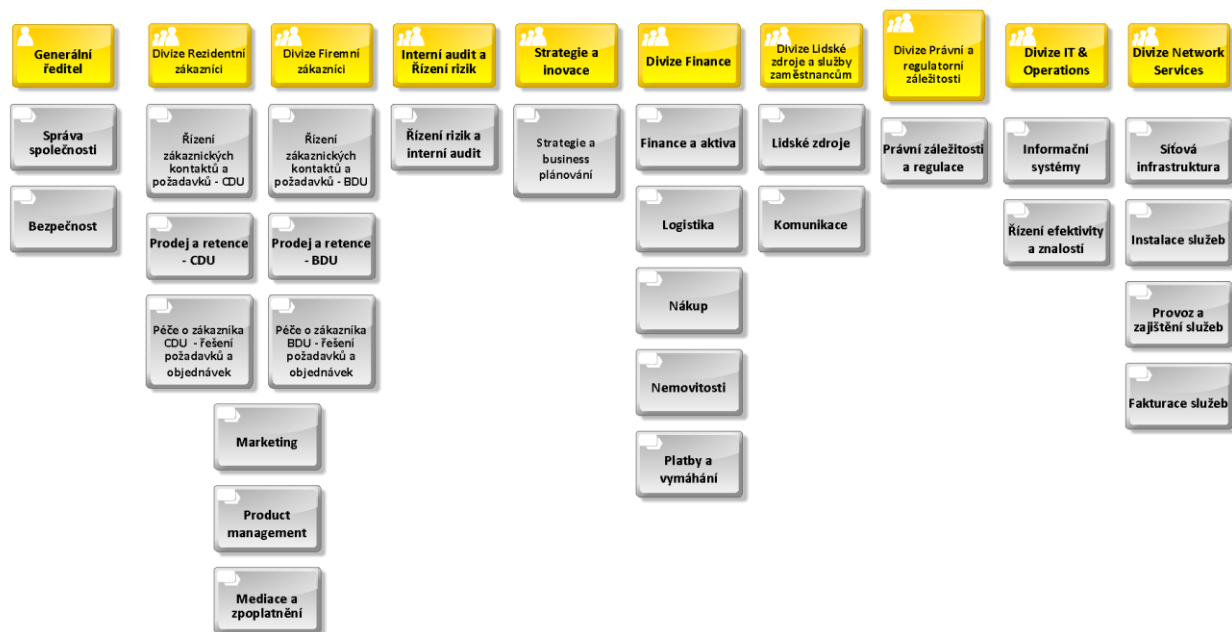 Generální
ředitel
Divize Rezidentní
zákazníci
Divize Firemní
zákazníci
Interní audit a
Řízení rizik
Strategie a
inovace
Divize Finance
Divize Lidské
zdroje a služby
zaměstnancům
Divize Právní a
regulatorní
záležitosti
Divize IT &
Operations
Divize Network
Services
Správa
společnosti
Bezpečnost
Řízení
zákaznických
kontaktů a
požadavků - CDU
Prodej a retence
- CDU
Péče o zákazníka
CDU - řešení
požadavků a
objednávek
Řízení
zákaznických
kontaktů a
požadavků - BDU
Prodej a retence -
BDU
Péče o zákazníka
BDU - řešení
požadavků a
objednávek
Marketing
Product
management
Mediace a
zpoplatnění
Řízení rizik a
interní audit
Strategie a
business
plánování
Finance a aktiva
Logistika
Nákup
Nemovitosti
Platby a
vymáhání
Lidské zdroje
Komunikace
Právní záležitosti
a regulace
Informační
systémy
Řízení efektivity
a znalostí
Síťová
infrastruktura
Instalace služeb
Provoz a
zajištění služeb
Fakturace služeb